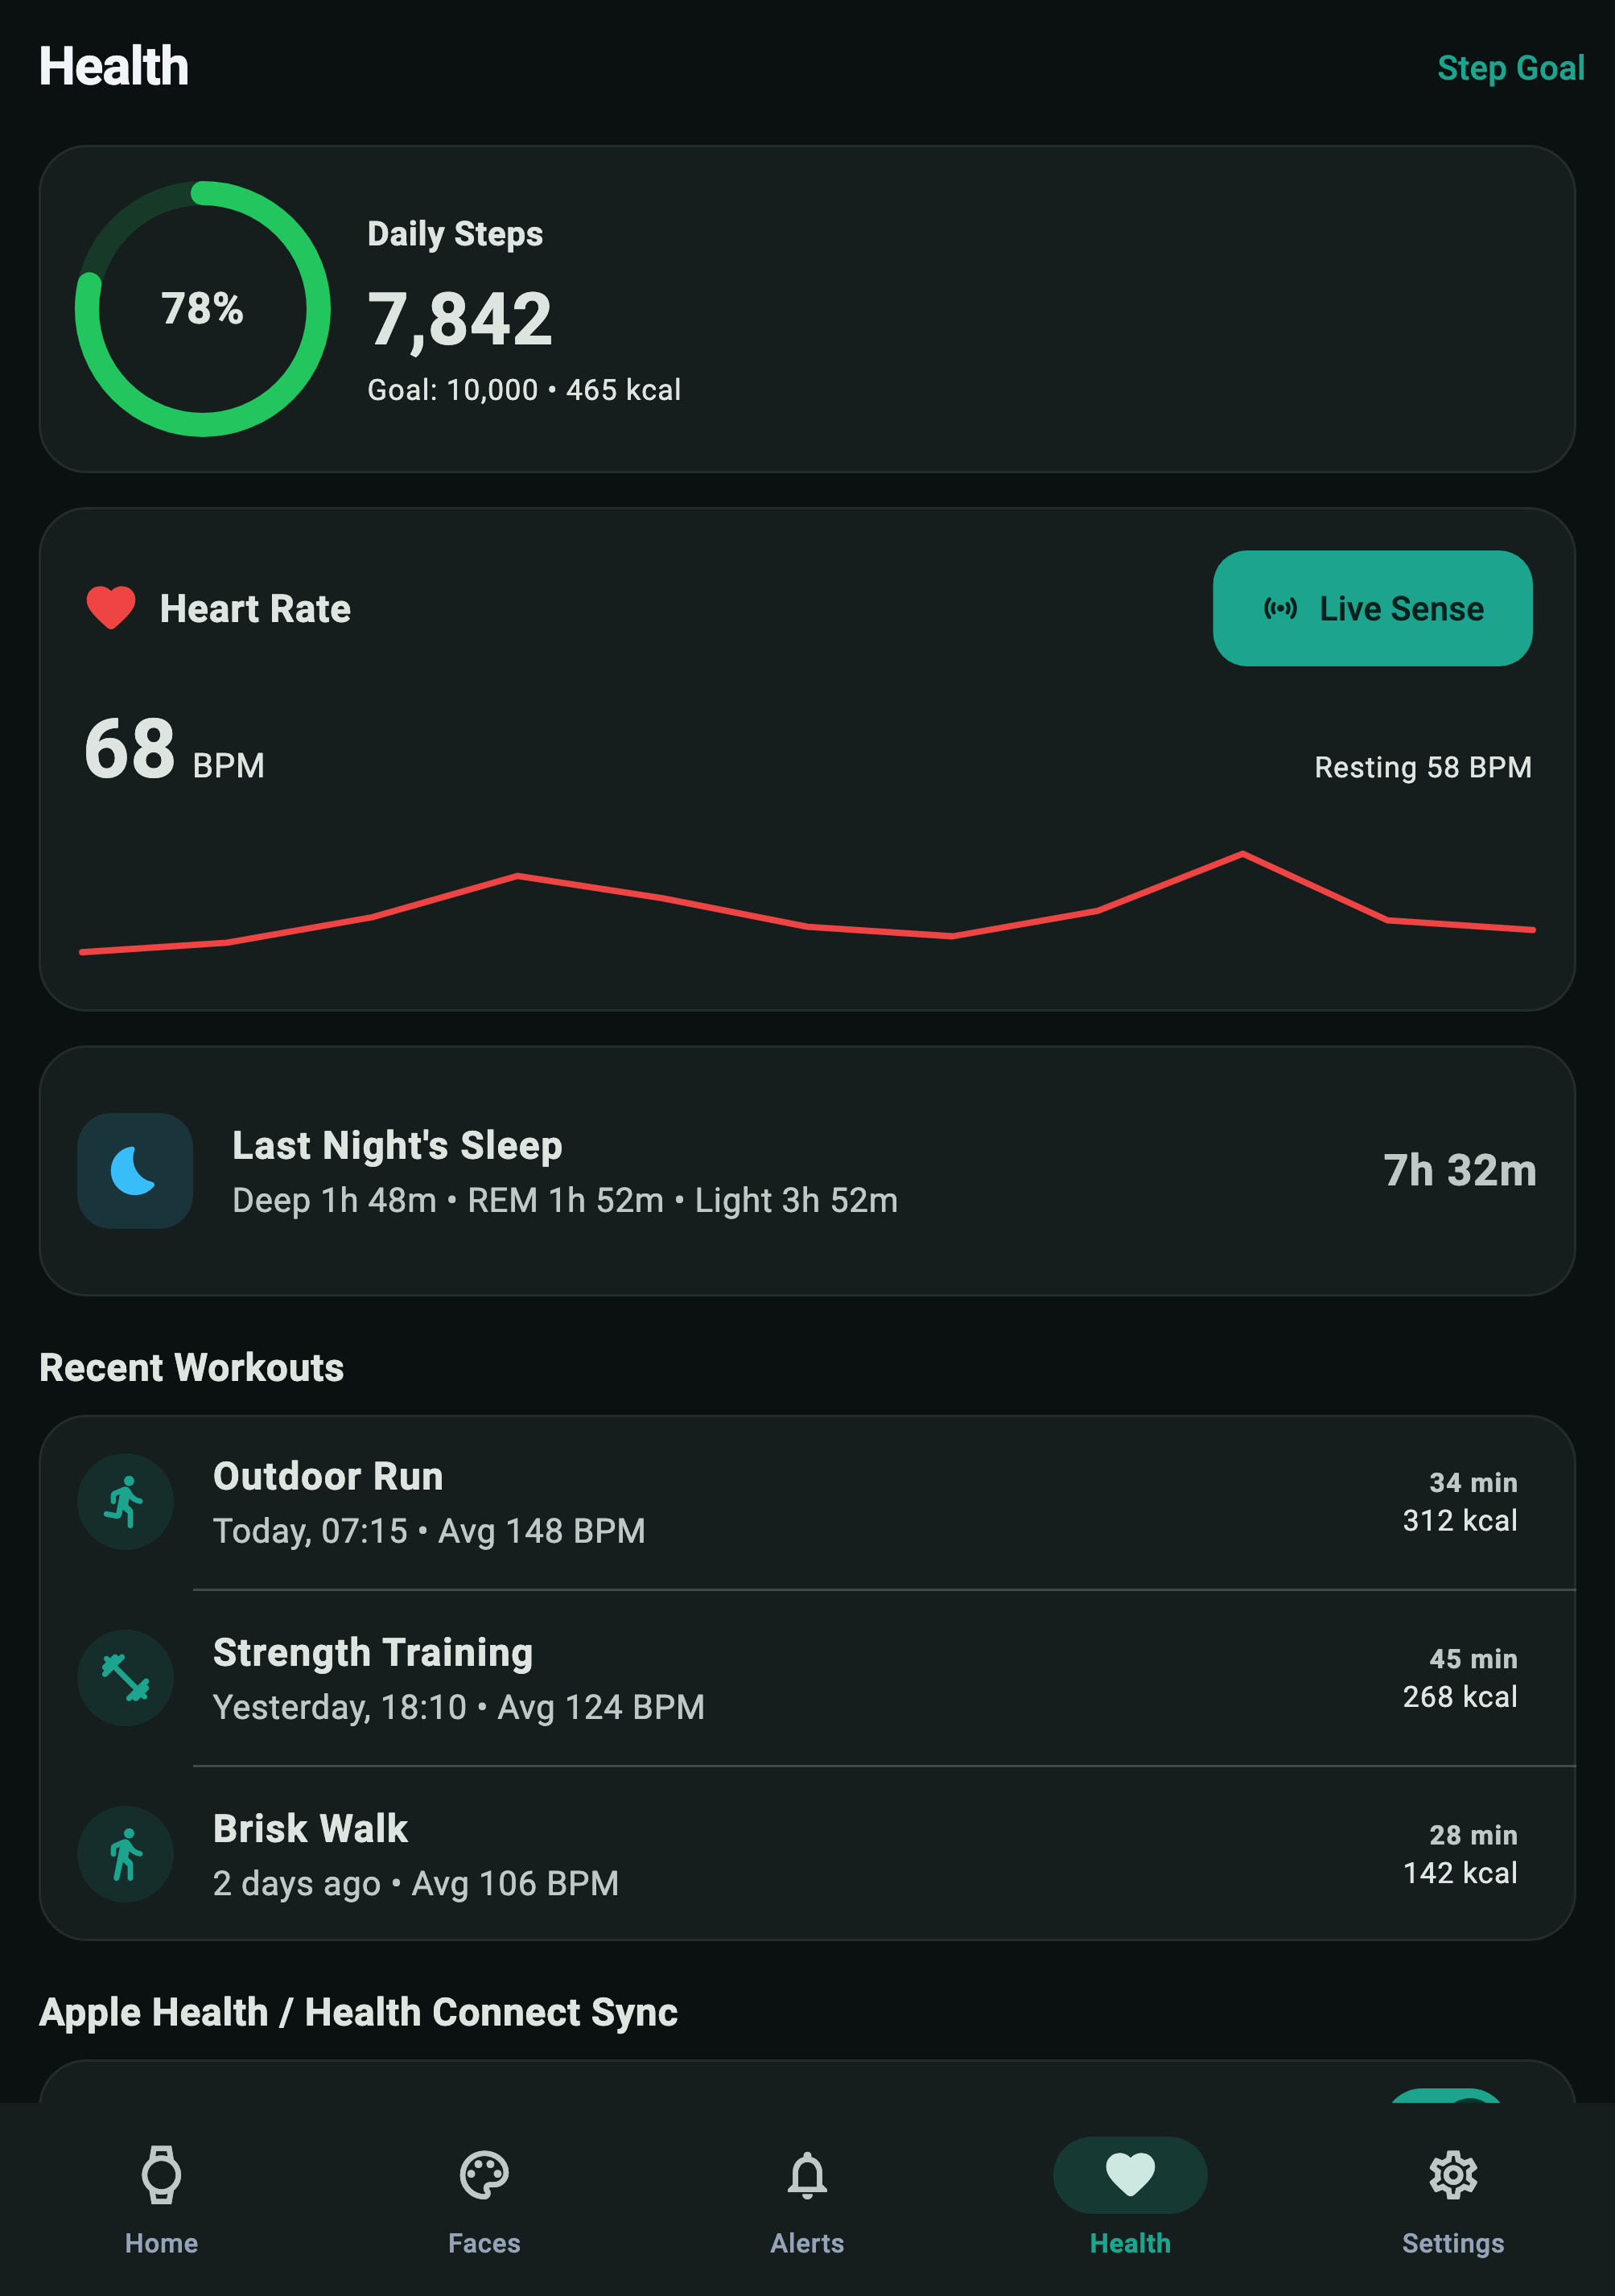 Health
Step Goal
78%
Daily Steps
7,842
Goal: 10,000 • 465 kcal
Heart Rate
Live Sense
68 BPM
Resting 58 BPM
Last Night's Sleep
Deep 1h 48m • REM 1h 52m • Light 3h 52m
7h 32m
Recent Workouts
Outdoor Run
Today, 07:15 • Avg 148 BPM
34 min
312 kcal
Strength Training
Yesterday, 18:10 • Avg 124 BPM
45 min
268 kcal
Brisk Walk
2 days ago • Avg 106 BPM
28 min
142 kcal
Apple Health / Health Connect Sync
Home
Faces
Alerts
Health
Settings